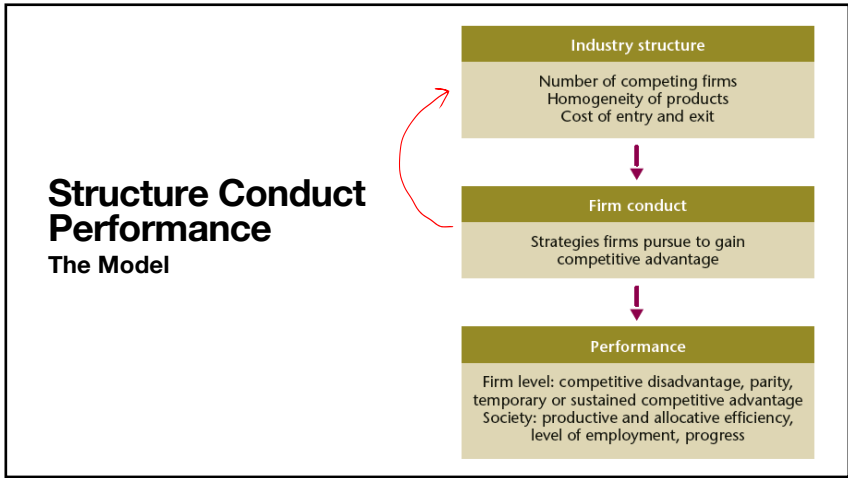 Structure Conduct
Performance
The Model
Industry structure
Number of competing firms
Homogeneity of products
Cost of entry and exit
Firm conduct
Strategies firms pursue to gain
competitive advantage
Performance
Firm level: competitive disadvantage, parity,
temporary or sustained competitive advantage
Society: productive and allocative efficiency,
level of employment, progress